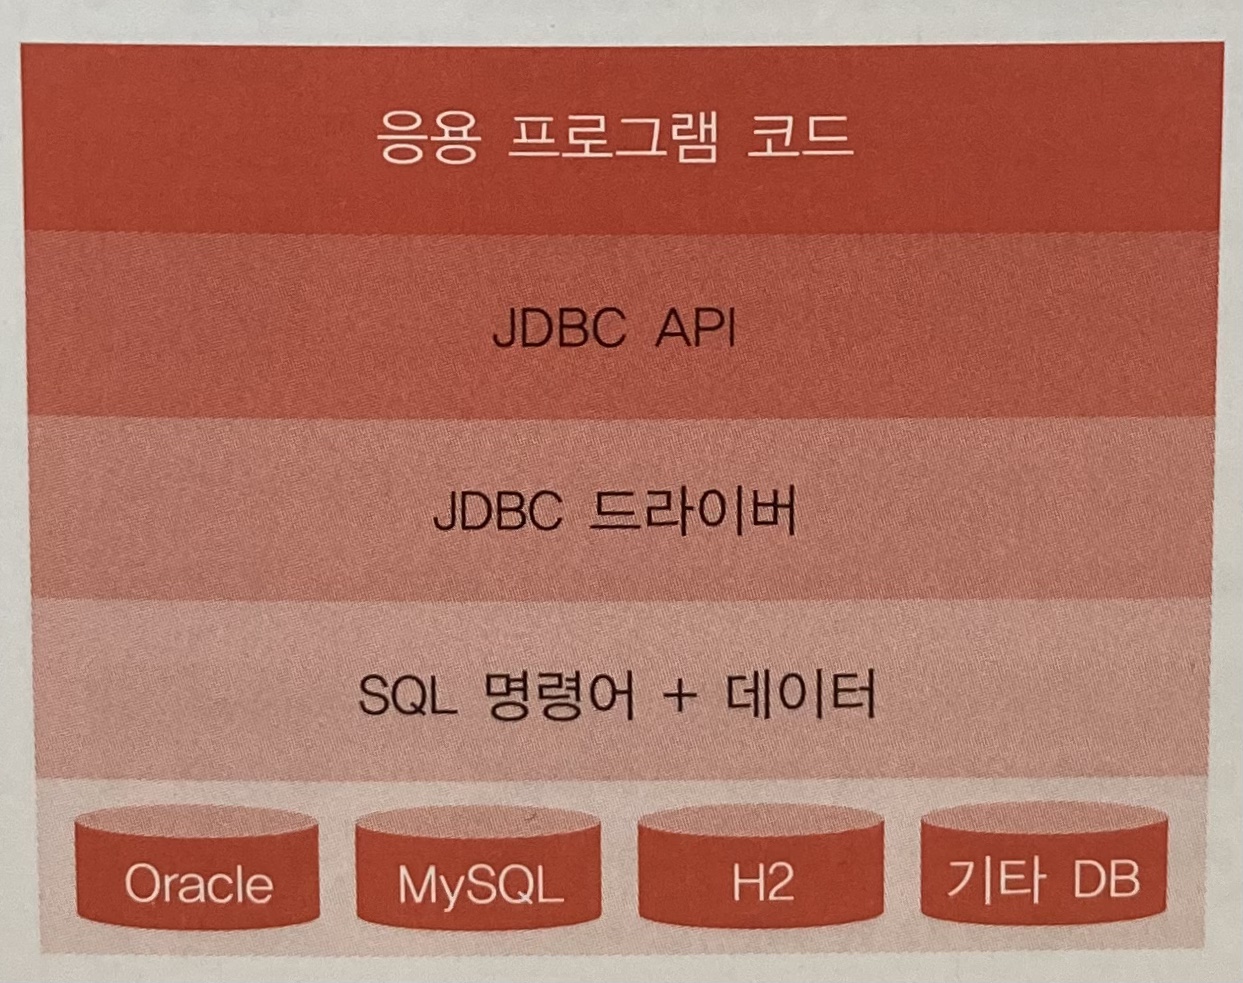 응용 프로그램 코드
JDBC API
JDBC 드라이버
SQL 명령어 + 데이터
Oracle
MySQL
H2
기타 DB